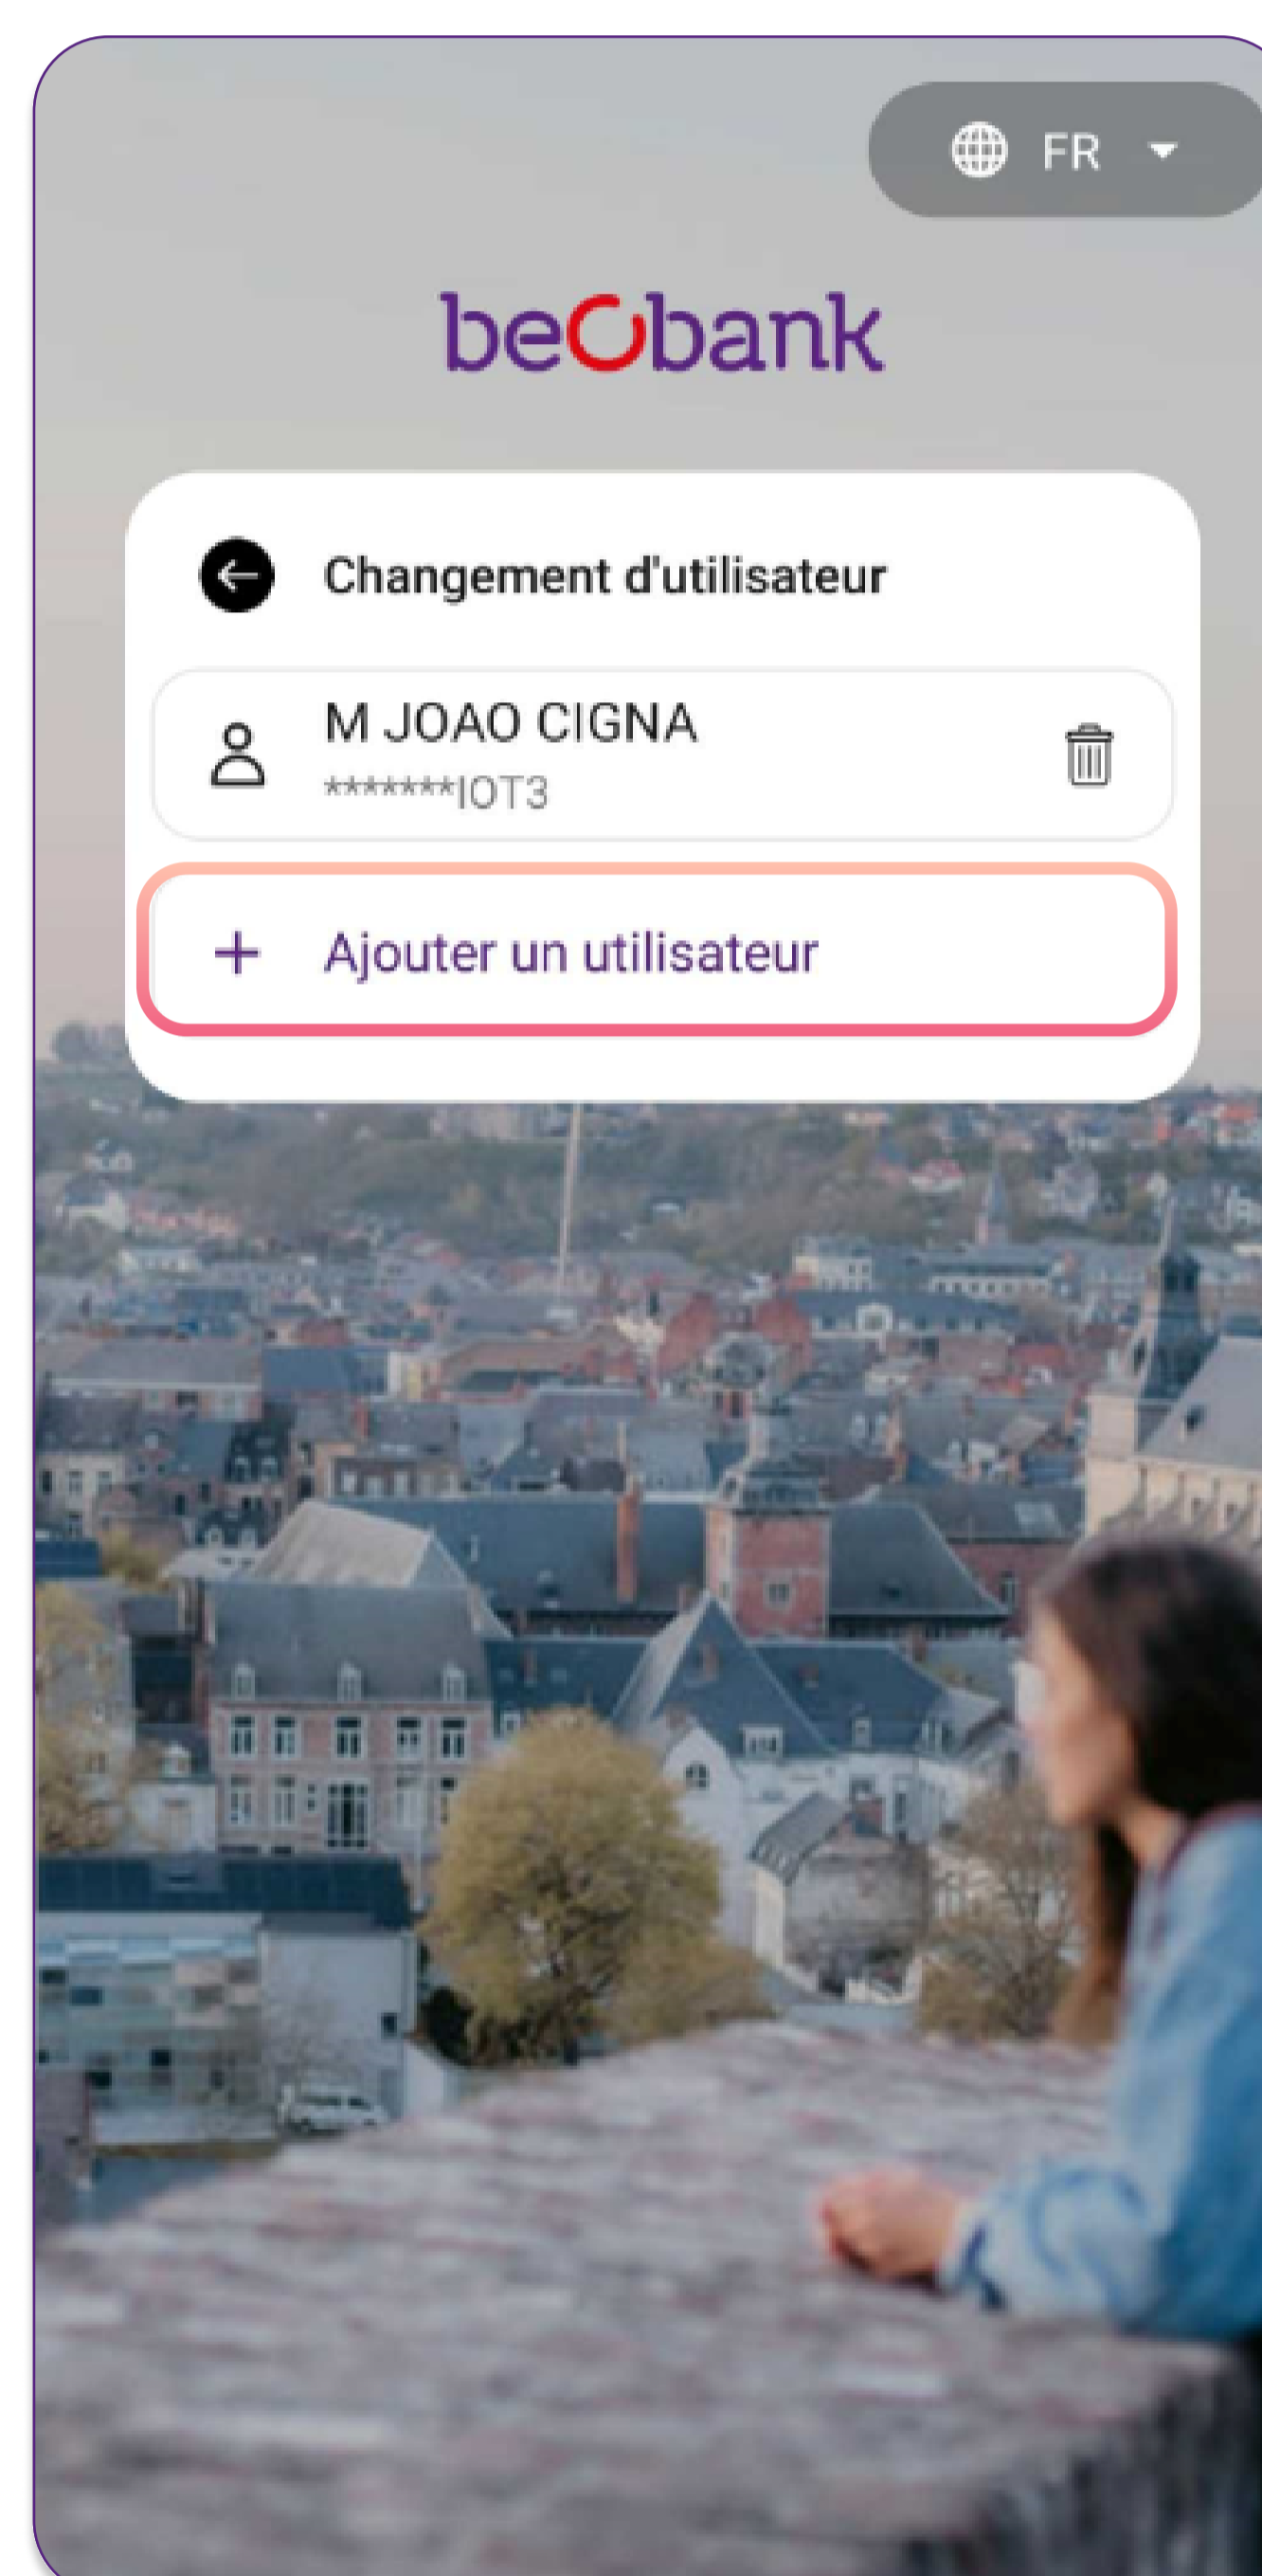 FR
beobank
Changement d'utilisateur
M JOAO CIGNA
*******IOT3
Ajouter un utilisateur